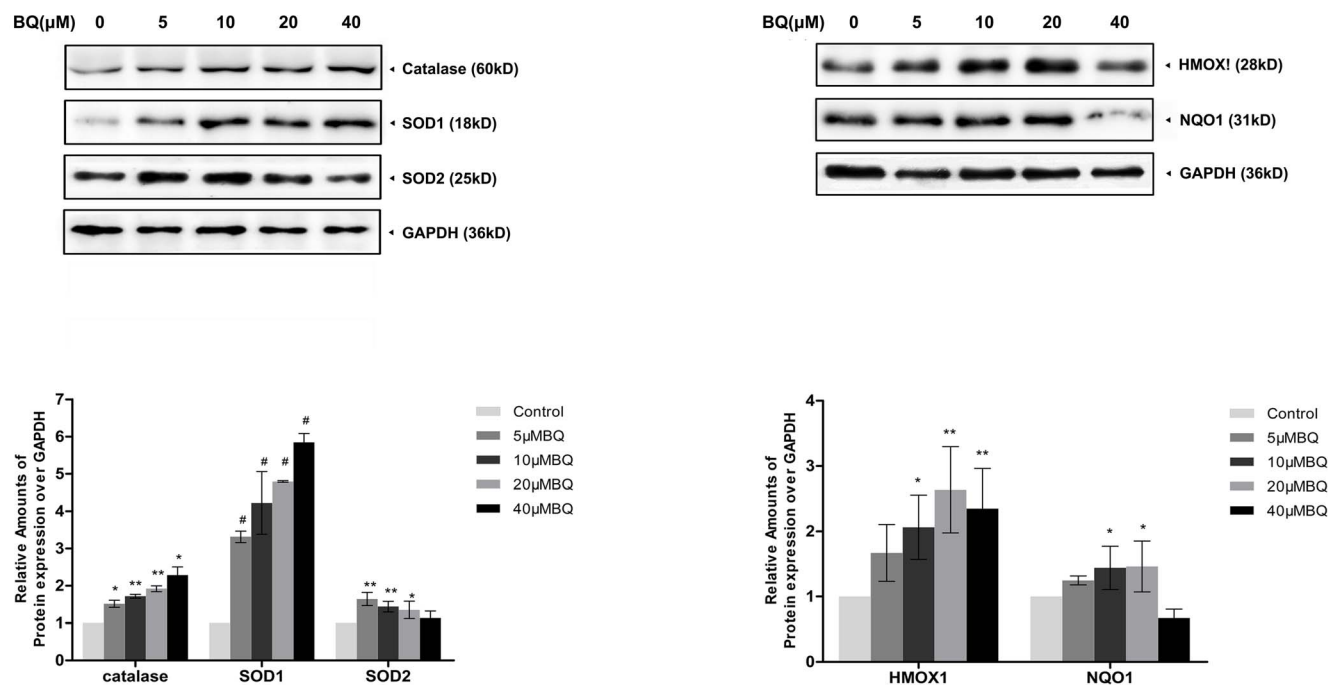 BQ(µM) 0 5 10 20 40
Catalase (60kD)
SOD1 (18kD)
SOD2 (25kD)
GAPDH (36kD)
BQ(µM) 0 5 10 20 40
HMOX! (28kD)
NQO1 (31kD)
GAPDH (36kD)
Relative Amounts of
Protein expression over GAPDH
7
6
5
4
3
2
1
0
* ** ** *
# # # #
** ** *
catalase SOD1 SOD2
Control
5µMBQ
10µMBQ
20µMBQ
40µMBQ
Relative Amounts of
Protein expression over GAPDH
4
3
2
1
0
* ** **
* *
HMOX1 NQO1
Control
5µMBQ
10µMBQ
20µMBQ
40µMBQ